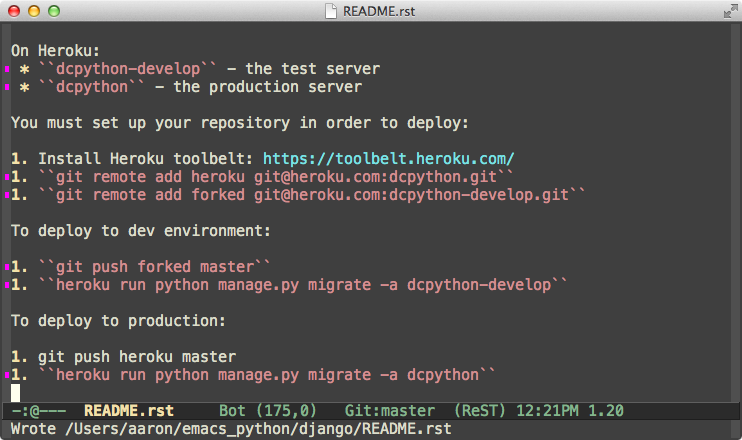 README.rst
On Heroku:
* ``dcpython-develop`` - the test server
* ``dcpython`` - the production server
You must set up your repository in order to deploy:
1. Install Heroku toolbelt: https://toolbelt.heroku.com/
1. ``git remote add heroku git@heroku.com:dcpython.git``
1. ``git remote add forked git@heroku.com:dcpython-develop.git``
To deploy to dev environment:
1. ``git push forked master``
1. ``heroku run python manage.py migrate -a dcpython-develop``
To deploy to production:
1. git push heroku master
1. ``heroku run python manage.py migrate -a dcpython``
-:@--- README.rst Bot (175,0) Git:master (ReST) 12:21PM 1.20
Wrote /Users/aaron/emacs_python/django/README.rst